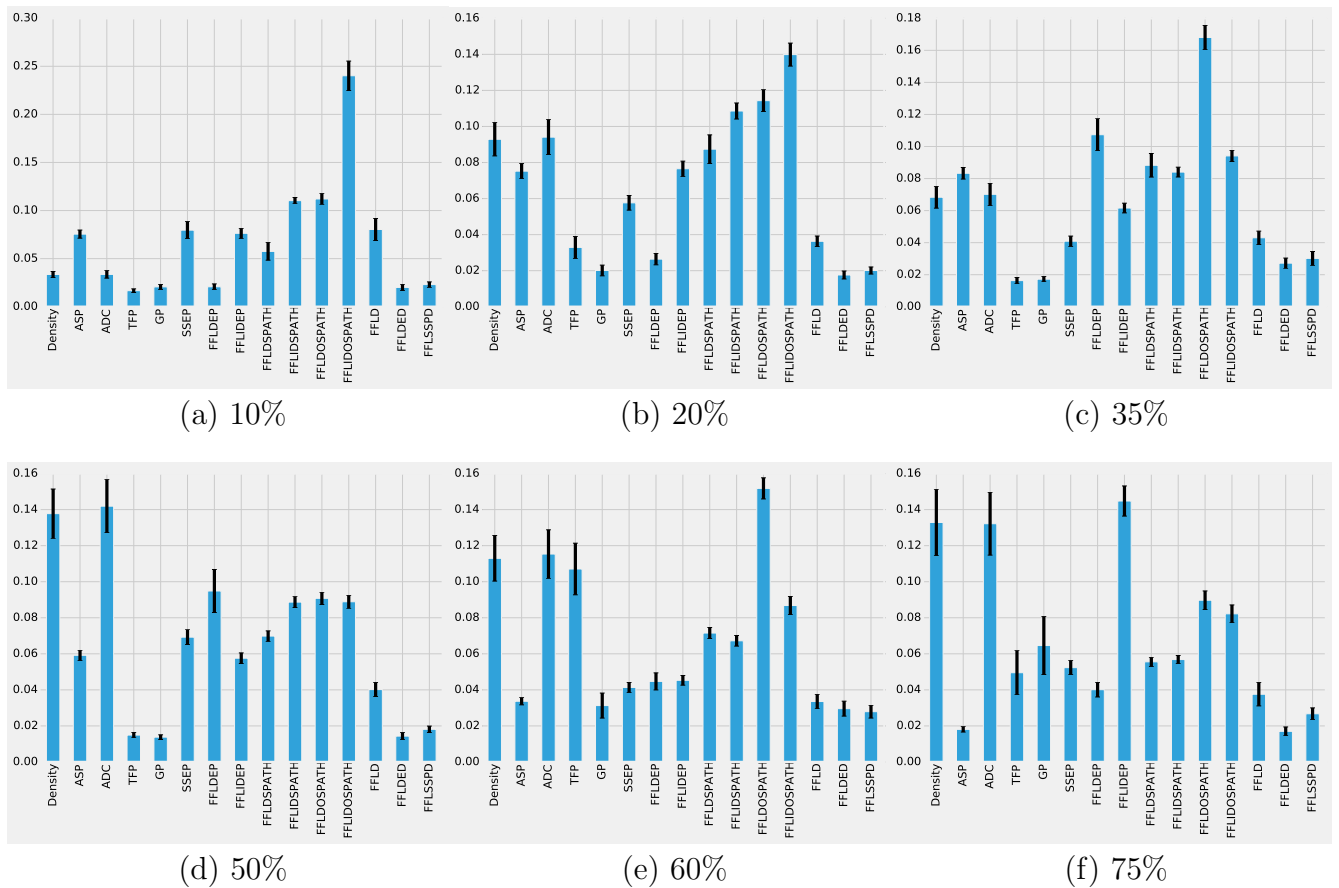 0.30
0.25
0.20
0.15
0.10
0.05
0.00
Density
ASP
ADC
TFP
GP
SSEP
FFLDEP
FFLIDEP
FFLDSPATH
FFLIDSPATH
FFLDOSPATH
FFLIDOSPATH
FFLD
FFLDED
FFLSSPD
(a) 10%
0.16
0.14
0.12
0.10
0.08
0.06
0.04
0.02
0.00
Density
ASP
ADC
TFP
GP
SSEP
FFLDEP
FFLIDEP
FFLDSPATH
FFLIDSPATH
FFLDOSPATH
FFLIDOSPATH
FFLD
FFLDED
FFLSSPD
(b) 20%
0.18
0.16
0.14
0.12
0.10
0.08
0.06
0.04
0.02
0.00
Density
ASP
ADC
TFP
GP
SSEP
FFLDEP
FFLIDEP
FFLDSPATH
FFLIDSPATH
FFLDOSPATH
FFLIDOSPATH
FFLD
FFLDED
FFLSSPD
(c) 35%
0.16
0.14
0.12
0.10
0.08
0.06
0.04
0.02
0.00
Density
ASP
ADC
TFP
GP
SSEP
FFLDEP
FFLIDEP
FFLDSPATH
FFLIDSPATH
FFLDOSPATH
FFLIDOSPATH
FFLD
FFLDED
FFLSSPD
(d) 50%
0.16
0.14
0.12
0.10
0.08
0.06
0.04
0.02
0.00
Density
ASP
ADC
TFP
GP
SSEP
FFLDEP
FFLIDEP
FFLDSPATH
FFLIDSPATH
FFLDOSPATH
FFLIDOSPATH
FFLD
FFLDED
FFLSSPD
(e) 60%
0.16
0.14
0.12
0.10
0.08
0.06
0.04
0.02
0.00
Density
ASP
ADC
TFP
GP
SSEP
FFLDEP
FFLIDEP
FFLDSPATH
FFLIDSPATH
FFLDOSPATH
FFLIDOSPATH
FFLD
FFLDED
FFLSSPD
(f) 75%